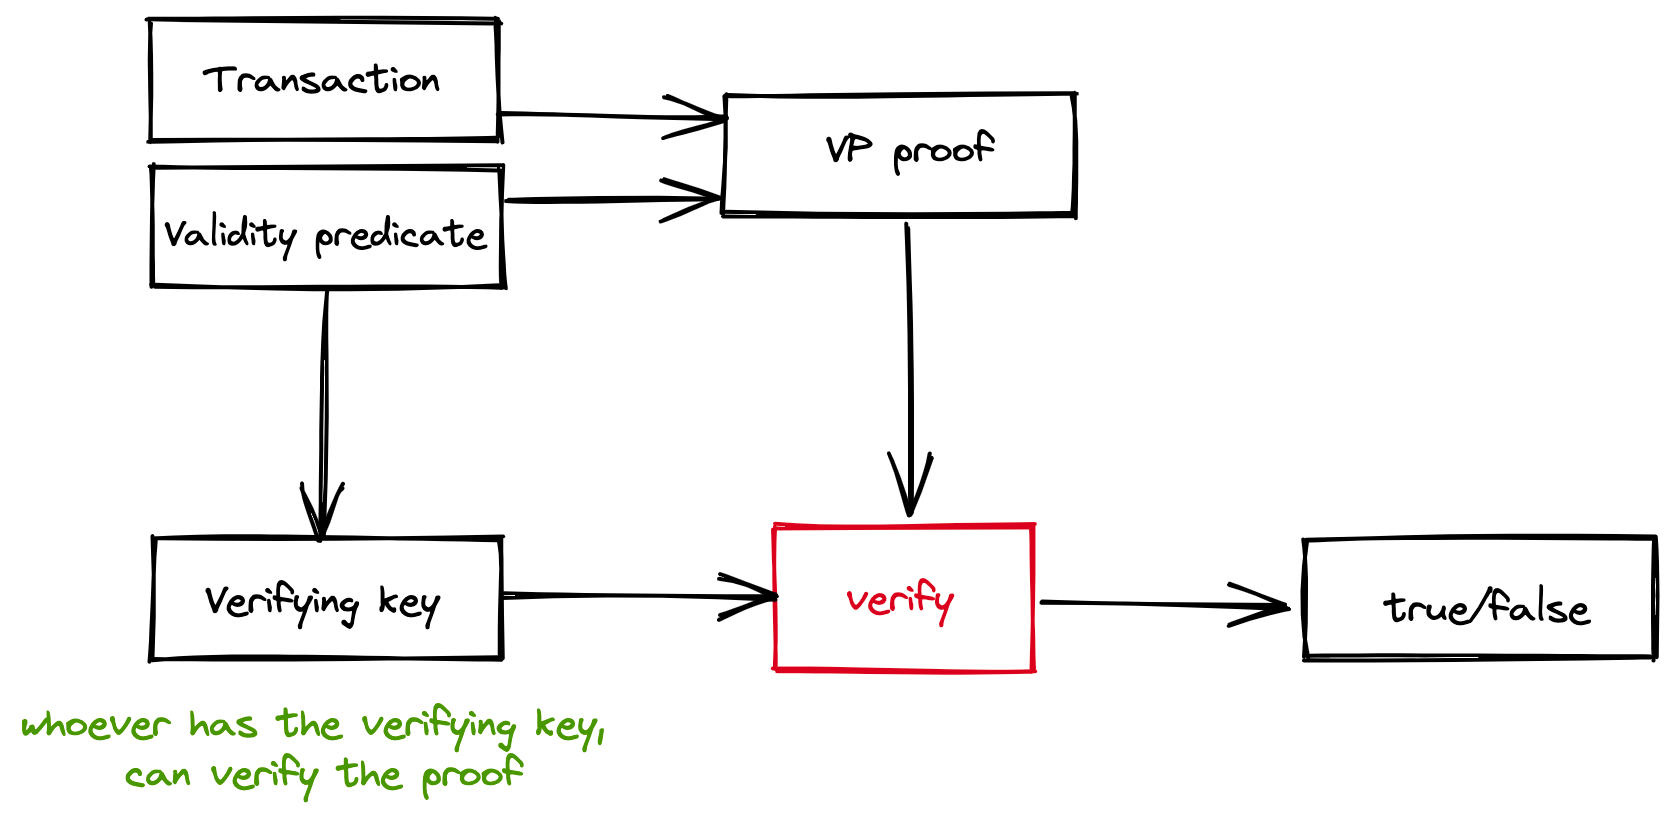 Transaction
VP proof
Validity predicate
Verifying key
verify
true/false
whoever has the verifying key,
can verify the proof